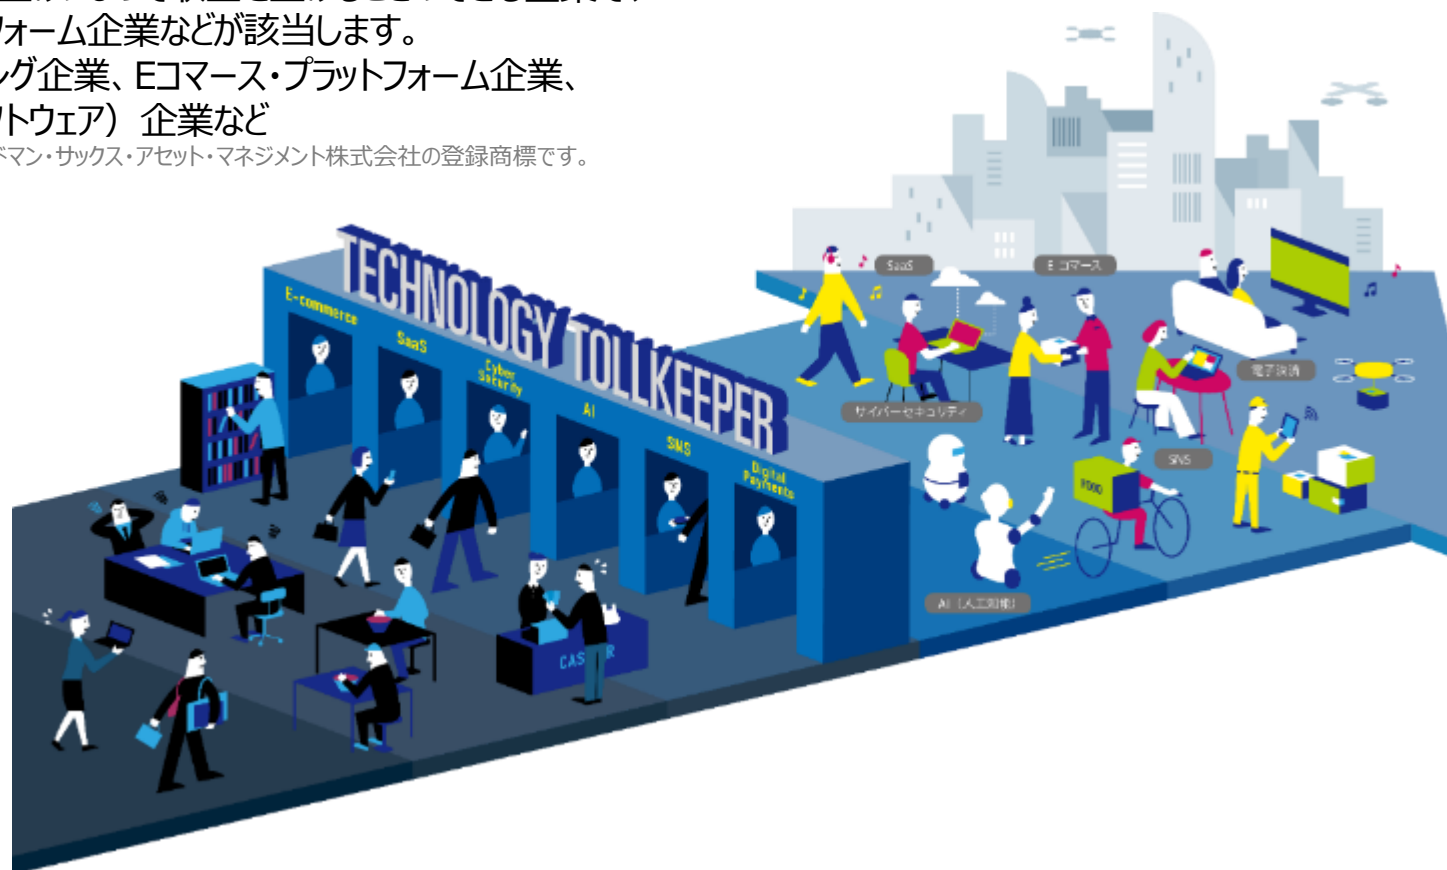 フォーム企業などが該当します。
ング企業、Eコマース・プラットフォーム企業、
フトウェア）企業など
ドマン・サックス・アセット・マネジメント株式会社の登録商標です。
TECHNOLOGY TOLLKEEPER
E-commerce
SaaS
Cyber
Security
AI
SNS
Digital
Payments
SaaS
E コマース
電子決済
サイバーセキュリティ
SNS
FOOD
AI（人工知能）